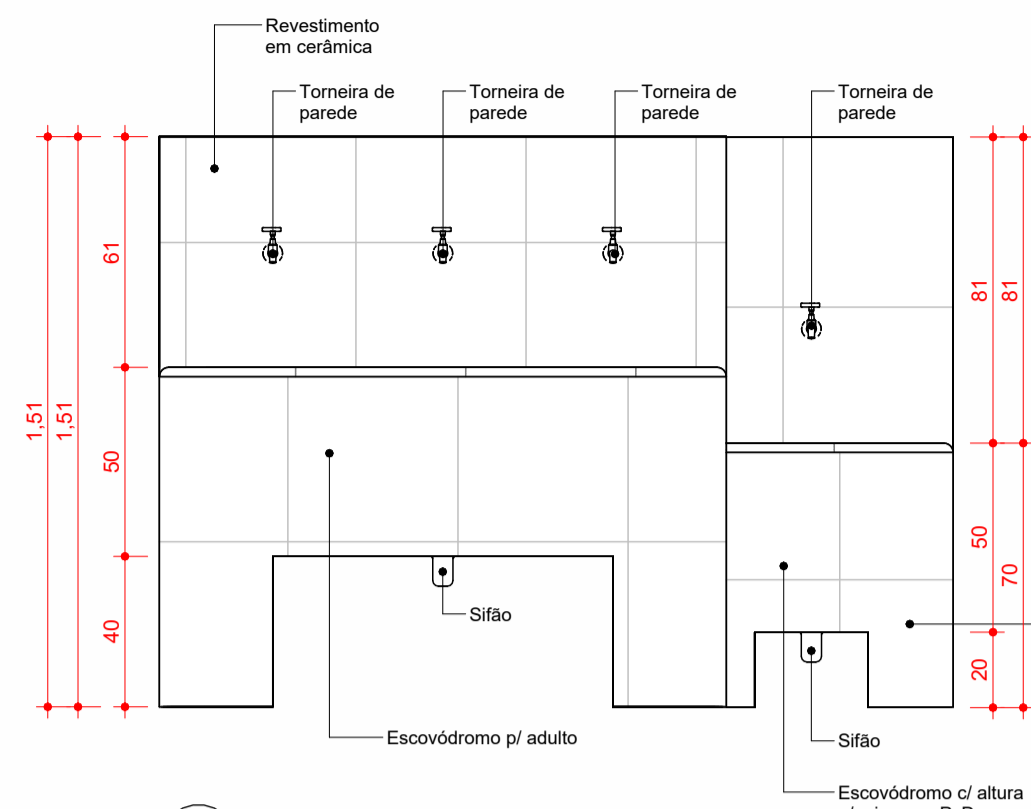 Revestimento
em cerâmica
Torneira de
parede
Torneira de
parede
Torneira de
parede
Torneira de
parede
61
50
40
1,51
1,51
81
81
50
70
20
Sifão
Escovódromo p/ adulto
Sifão
Escovódromo c/ altura